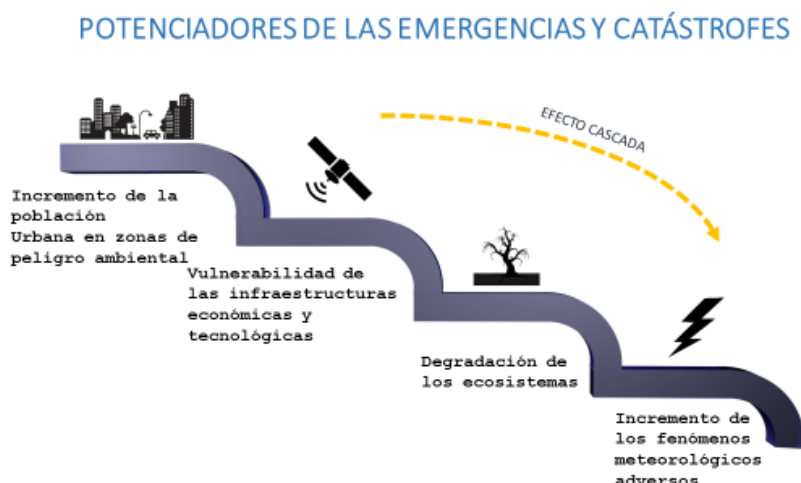 POTENCIADORES DE LAS EMERGENCIAS Y CATÁSTROFES
EFECTO CASCADA
Incremento de la
población
Urbana en zonas de
peligro ambiental
Vulnerabilidad de
las infraestructuras
económicas y
tecnológicas
Degradación de
los ecosistemas
Incremento de
los fenómenos
meteorológicos
adversos